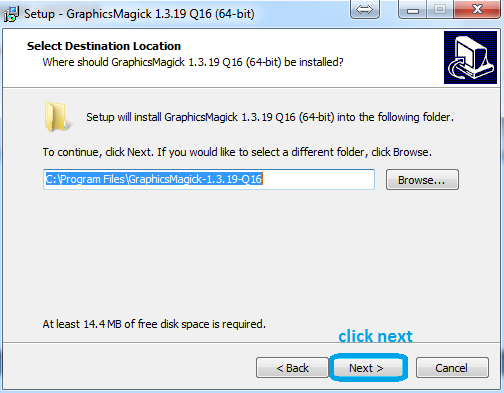 Setup - GraphicsMagick 1.3.19 Q16 (64-bit)
Select Destination Location
Where should GraphicsMagick 1.3.19 Q16 (64-bit) be installed?
Setup will install GraphicsMagick 1.3.19 Q16 (64-bit) into the following folder.
To continue, click Next. If you would like to select a different folder, click Browse.
C:\Program Files\GraphicsMagick-1.3.19-Q16
Browse...
At least 14.4 MB of free disk space is required.
click next
< Back
Next >
Cancel